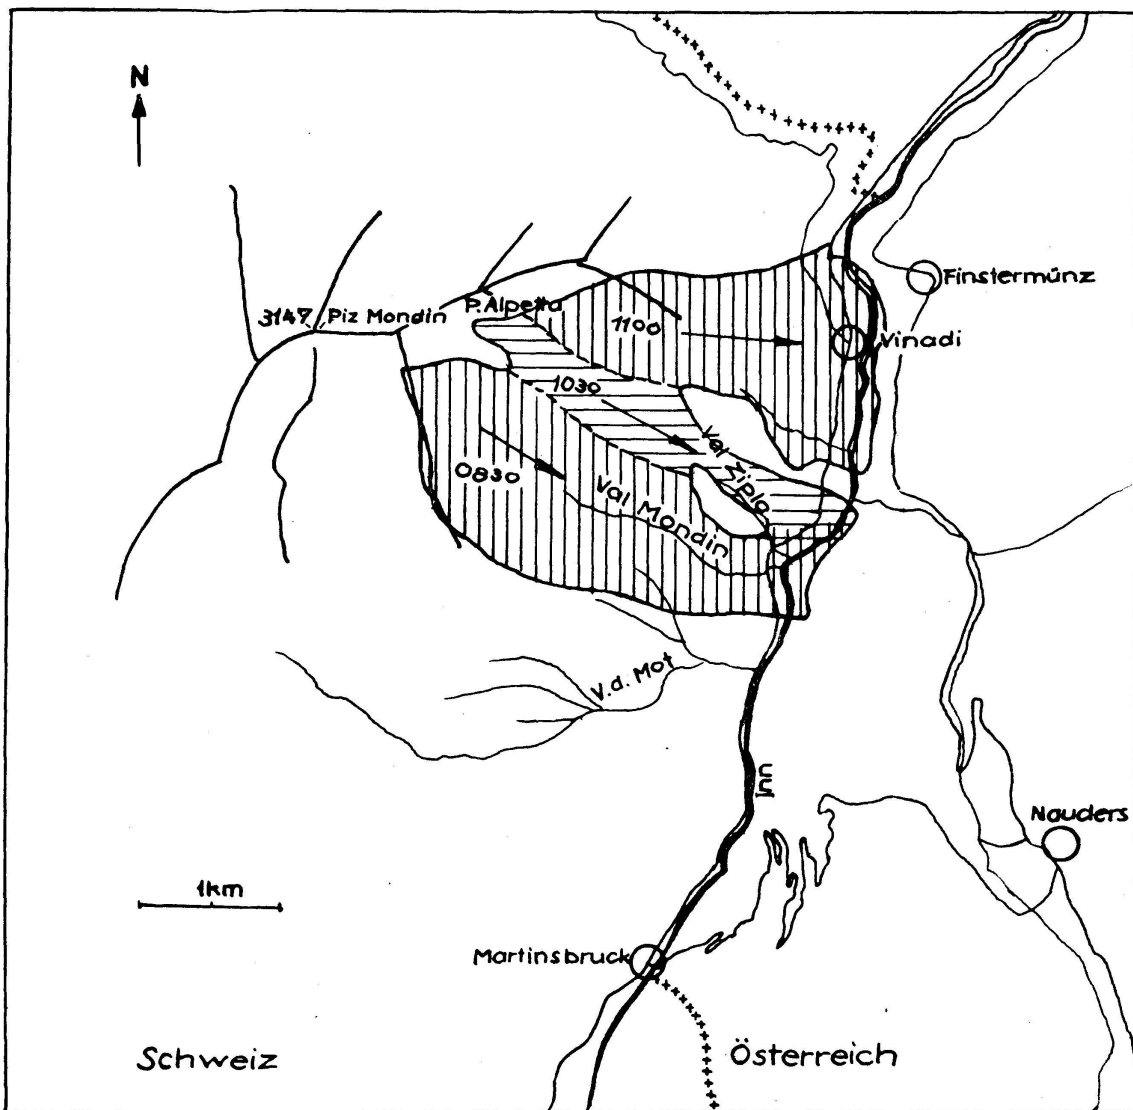 N
Finstermünz
P. Alpetta
3147
Piz Mondin
1100
Vinadi
1030
Val
0830
Val Mondin
V.d. Mot
Inn
Nauders
1km
Martinsbruck
Schweiz
Österreich